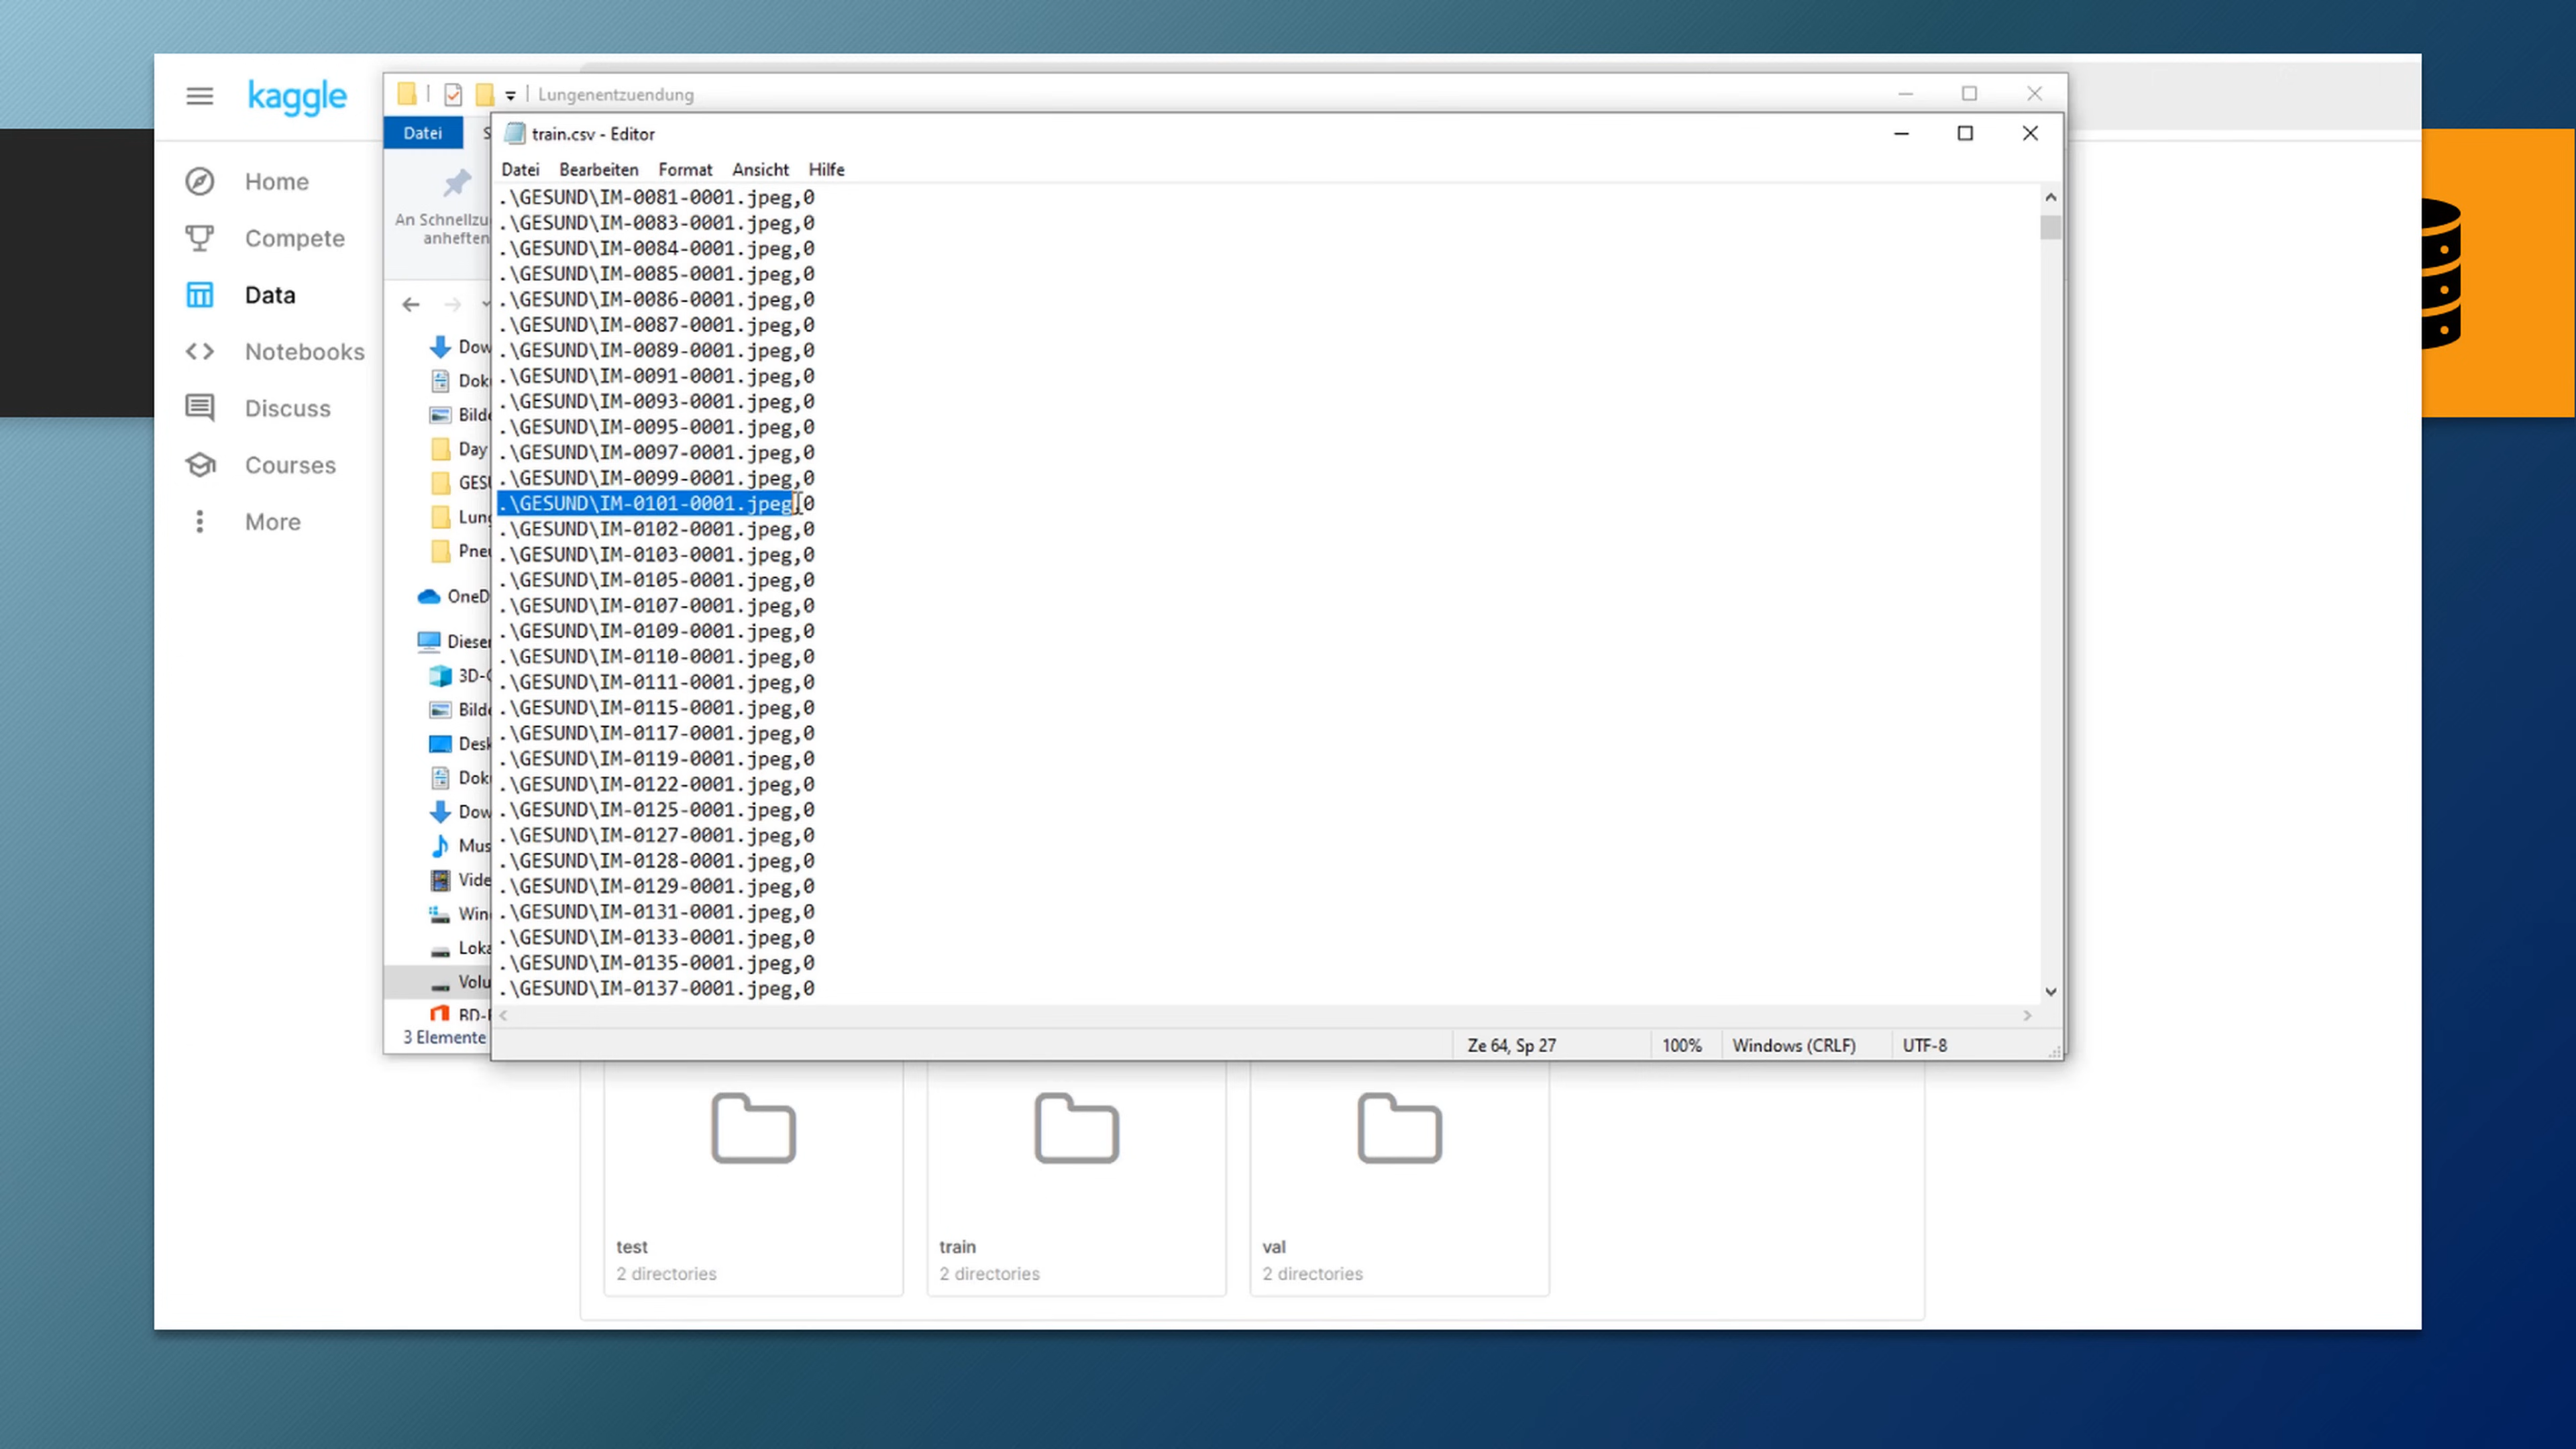 kaggle
Home
Compete
Data
Notebooks
Discuss
Courses
More
Lungenentzuendung
Datei
S
An Schnellzu
anheften
Dow
Dok
Bilde
Day
GES
Lung
Pneu
OneD
Dieser
3D-O
Bilde
Desk
Dok
Dow
Mus
Vide
Wind
Loka
Volu
BD-R
3 Elemente
train.csv - Editor
Datei Bearbeiten Format Ansicht Hilfe
.\GESUND\IM-0081-0001.jpeg,0
.\GESUND\IM-0083-0001.jpeg,0
.\GESUND\IM-0084-0001.jpeg,0
.\GESUND\IM-0085-0001.jpeg,0
.\GESUND\IM-0086-0001.jpeg,0
.\GESUND\IM-0087-0001.jpeg,0
.\GESUND\IM-0089-0001.jpeg,0
.\GESUND\IM-0091-0001.jpeg,0
.\GESUND\IM-0093-0001.jpeg,0
.\GESUND\IM-0095-0001.jpeg,0
.\GESUND\IM-0097-0001.jpeg,0
.\GESUND\IM-0099-0001.jpeg,0
.\GESUND\IM-0101-0001.jpeg,0
.\GESUND\IM-0102-0001.jpeg,0
.\GESUND\IM-0103-0001.jpeg,0
.\GESUND\IM-0105-0001.jpeg,0
.\GESUND\IM-0107-0001.jpeg,0
.\GESUND\IM-0109-0001.jpeg,0
.\GESUND\IM-0110-0001.jpeg,0
.\GESUND\IM-0111-0001.jpeg,0
.\GESUND\IM-0115-0001.jpeg,0
.\GESUND\IM-0117-0001.jpeg,0
.\GESUND\IM-0119-0001.jpeg,0
.\GESUND\IM-0122-0001.jpeg,0
.\GESUND\IM-0125-0001.jpeg,0
.\GESUND\IM-0127-0001.jpeg,0
.\GESUND\IM-0128-0001.jpeg,0
.\GESUND\IM-0129-0001.jpeg,0
.\GESUND\IM-0131-0001.jpeg,0
.\GESUND\IM-0133-0001.jpeg,0
.\GESUND\IM-0135-0001.jpeg,0
.\GESUND\IM-0137-0001.jpeg,0
Ze 64, Sp 27 100% Windows (CRLF) UTF-8
test
2 directories
train
2 directories
val
2 directories